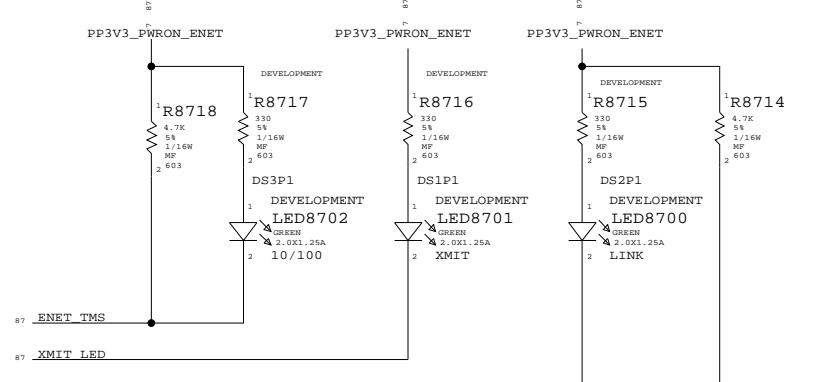 87
87
87
7
7
7
PP3V3_PWRON_ENET
PP3V3_PWRON_ENET
PP3V3_PWRON_ENET
DEVELOPMENT
DEVELOPMENT
DEVELOPMENT
1
R8718
4.7K
5%
1/16W
MF
603
2
1
R8717
330
5%
1/16W
MF
603
2
1
R8716
330
5%
1/16W
MF
603
2
1
R8715
330
5%
1/16W
MF
603
2
R8714
4.7K
5%
1/16W
MF
603
2
DS3P1
DEVELOPMENT
1
LED8702
GREEN
2.0X1.25A
2
10/100
DS1P1
DEVELOPMENT
1
LED8701
GREEN
2.0X1.25A
2
XMIT
DS2P1
DEVELOPMENT
1
LED8700
GREEN
2.0X1.25A
2
LINK
87 ENET_TMS
87 XMIT_LED